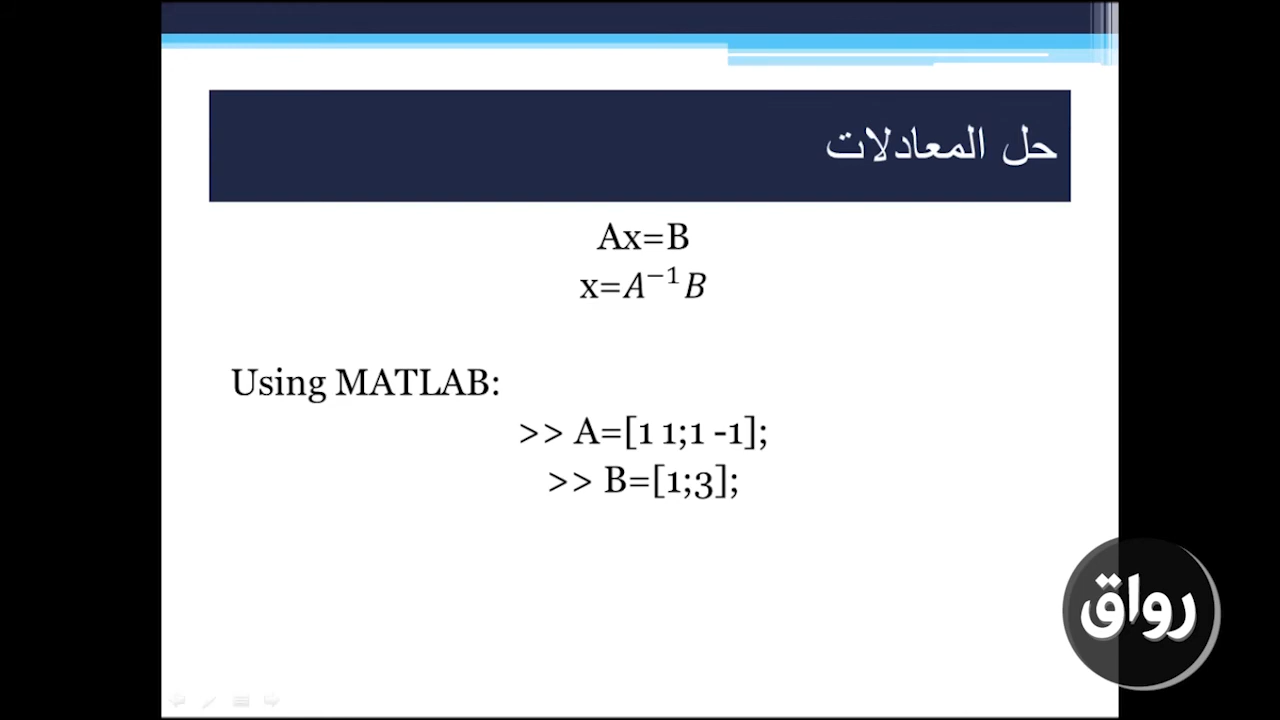 حل المعادلات
Ax=B
x=A⁻¹B
Using MATLAB:
>> A=[1 1;1 -1];
>> B=[1;3];
رواق